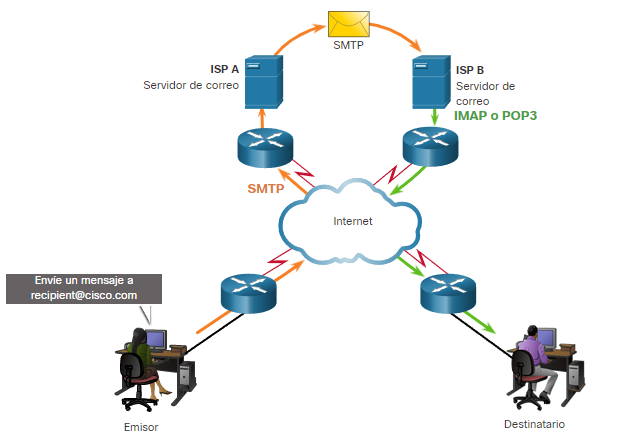 SMTP
ISP A
Servidor de correo
ISP B
Servidor de
correo
IMAP o POP3
SMTP
Internet
Envíe un mensaje a
recipient@cisco.com
Emisor
Destinatario